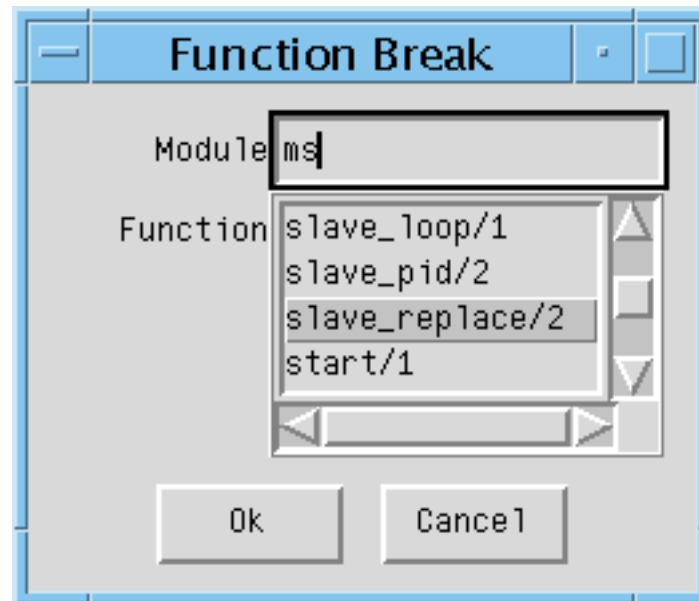 Function Break
Module ms
Function
slave_loop/1
slave_pid/2
slave_replace/2
start/1
Ok Cancel